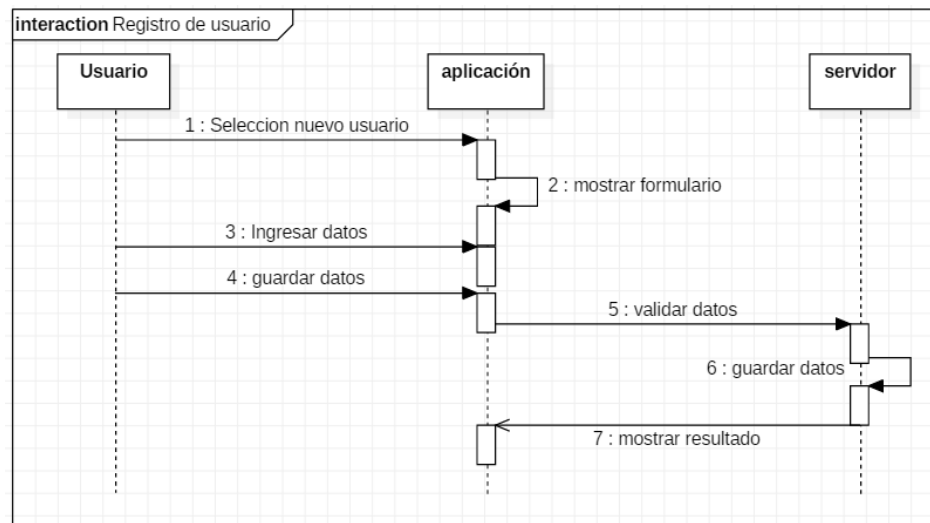 interaction Registro de usuario
Usuario
aplicación
servidor
1 : Seleccion nuevo usuario
2 : mostrar formulario
3 : Ingresar datos
4 : guardar datos
5 : validar datos
6 : guardar datos
7 : mostrar resultado